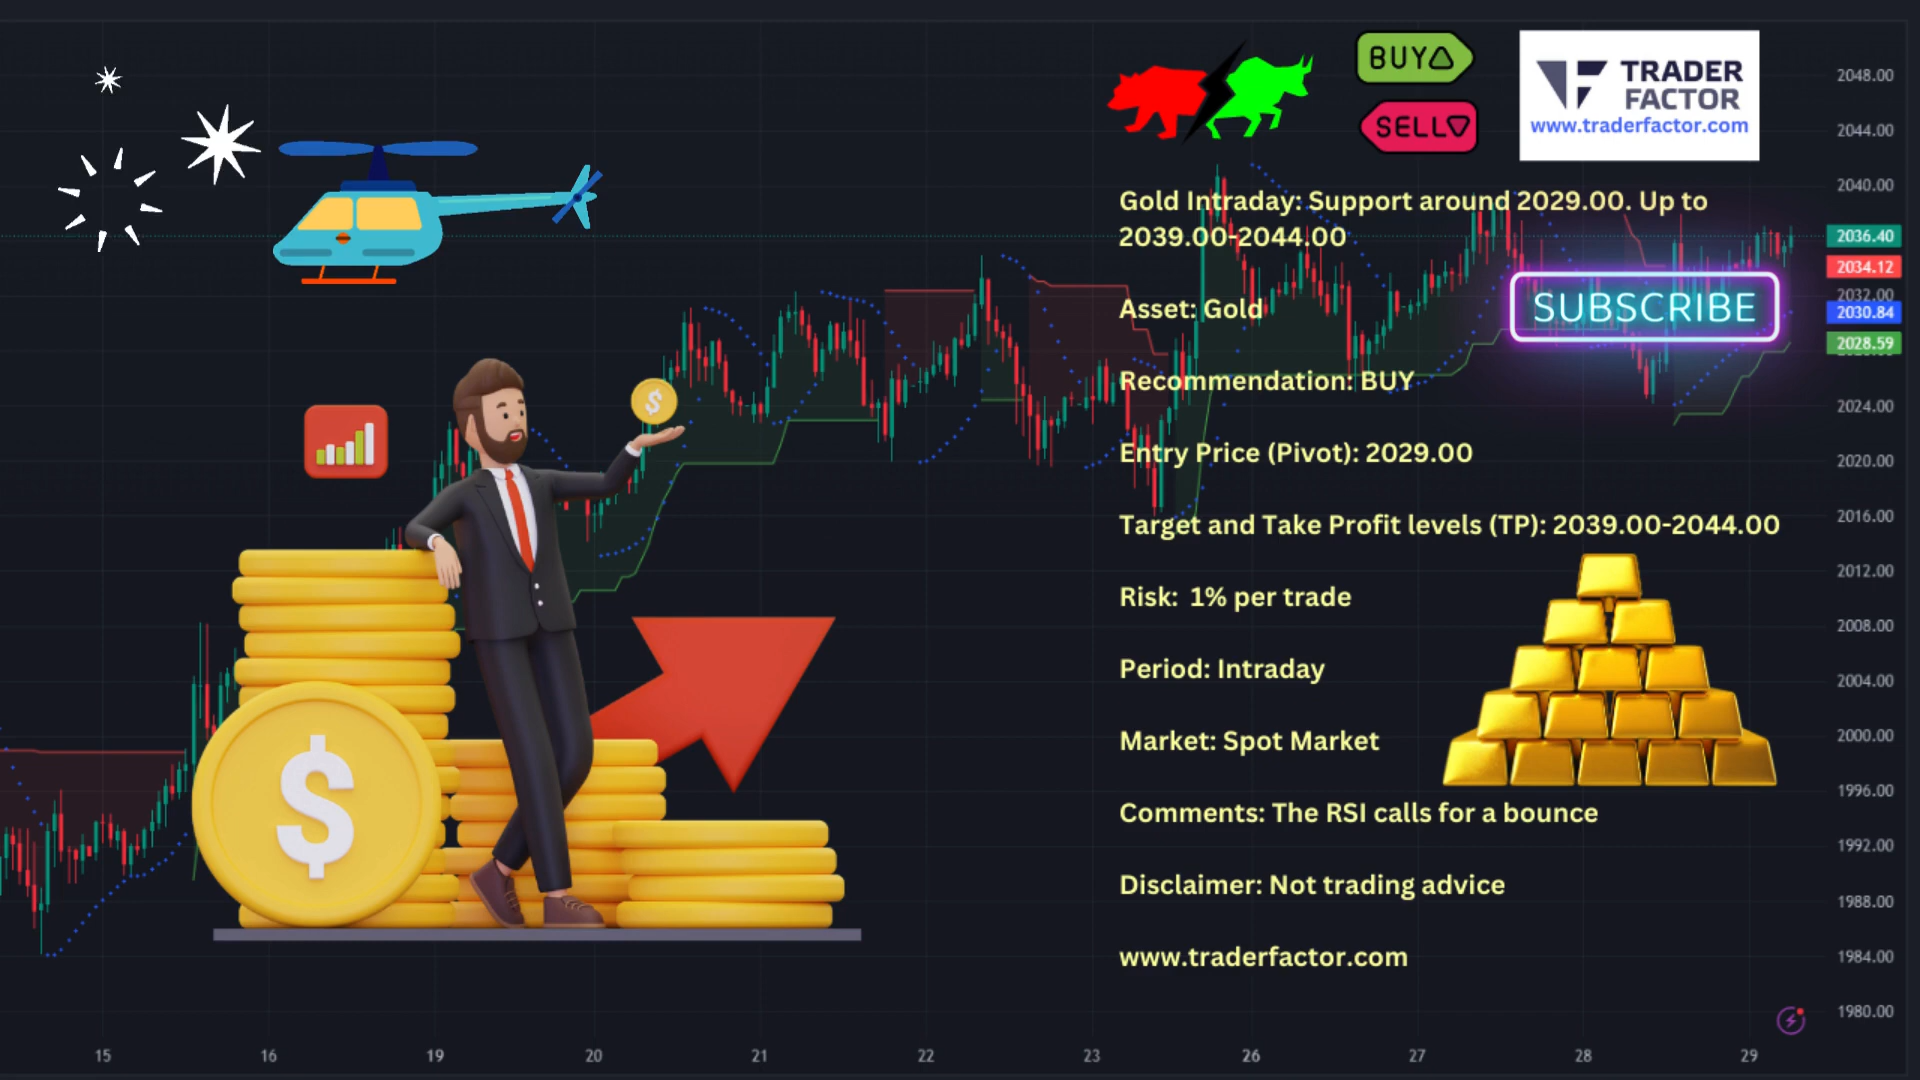 BUY
SELL
TRADER
FACTOR
www.traderfactor.com
Gold Intraday: Support around 2029.00. Up to
2039.00-2044.00
Asset: Gold
Recommendation: BUY
Entry Price (Pivot): 2029.00
Target and Take Profit levels (TP): 2039.00-2044.00
Risk: 1% per trade
Period: Intraday
Market: Spot Market
Comments: The RSI calls for a bounce
Disclaimer: Not trading advice
www.traderfactor.com
SUBSCRIBE
$
$
2048.00
2044.00
2040.00
2036.40
2034.12
2032.00
2030.84
2028.59
2024.00
2020.00
2016.00
2012.00
2008.00
2004.00
2000.00
1996.00
1992.00
1988.00
1984.00
1980.00
15 16 19 20 21 22 23 26 27 28 29